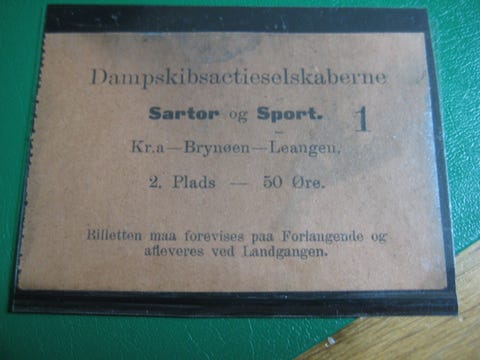 Dampskibsactieselskaberne
Sartor og Sport. 1
Kr.a—Brynøen—Leangen.
2. Plads — 50 Øre.
Billetten maa forevises paa Forlangende og
afleveres ved Landgangen.